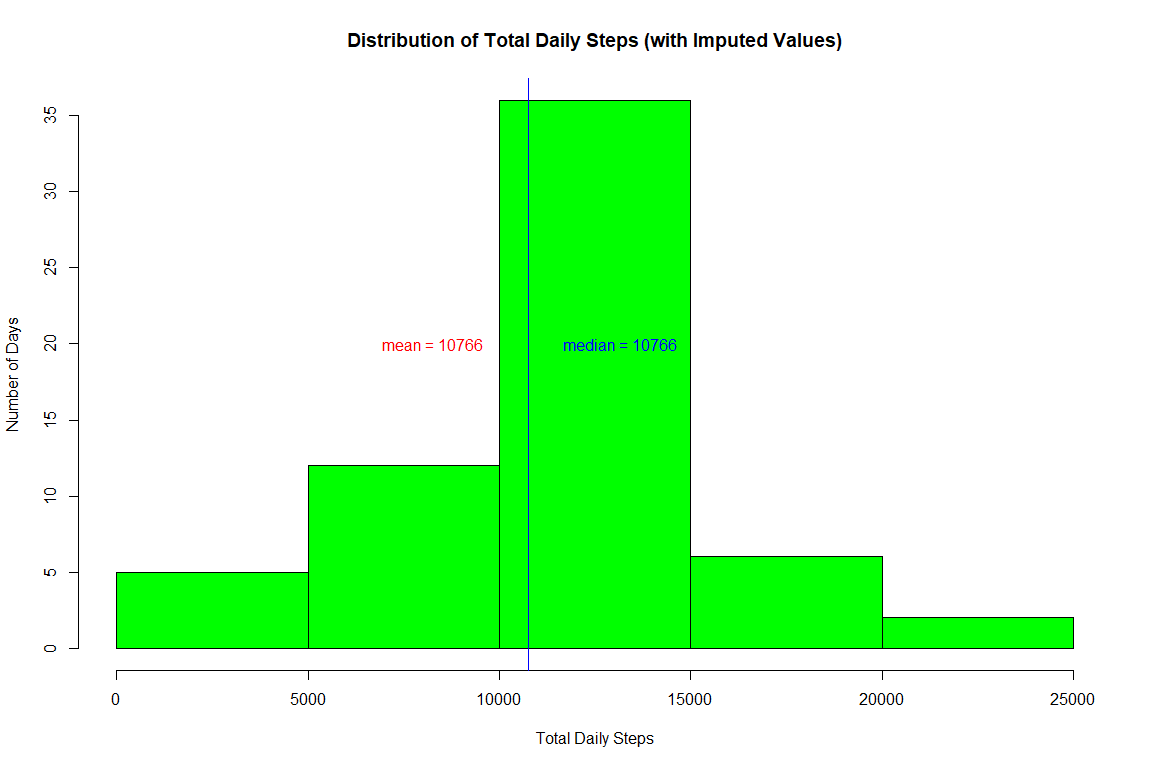 Distribution of Total Daily Steps (with Imputed Values)
35
30
25
20
15
10
5
0
Number of Days
mean = 10766
median = 10766
0
5000
10000
15000
20000
25000
Total Daily Steps